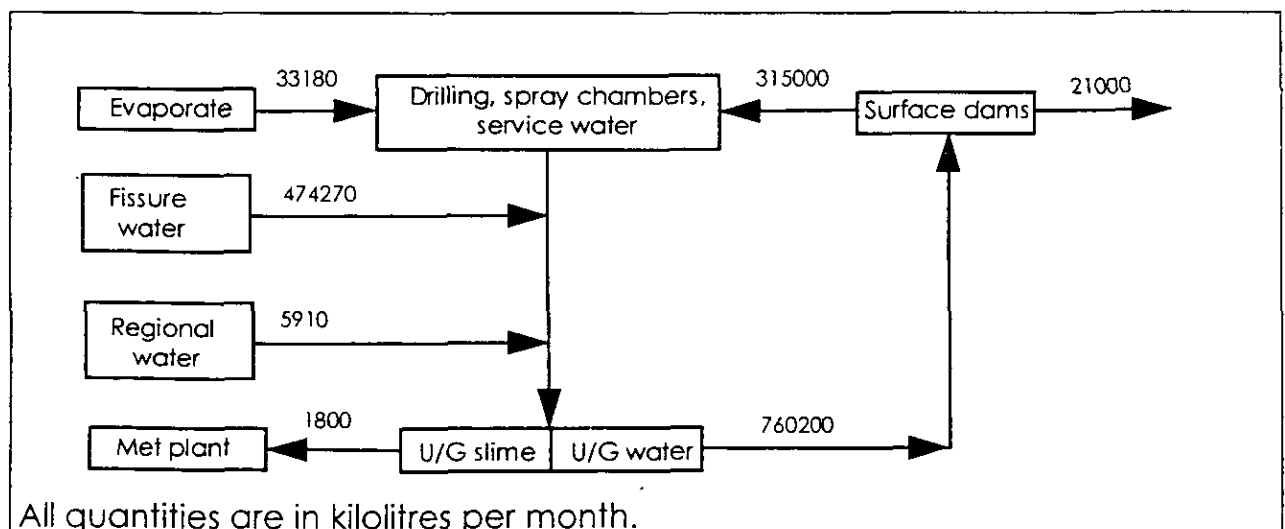 33180
315000
21000
Evaporate
Drilling, spray chambers,
service water
Surface dams
474270
Fissure
water
5910
Regional
water
1800
760200
Met plant
U/G slime
U/G water
All quantities are in kilolitres per month.